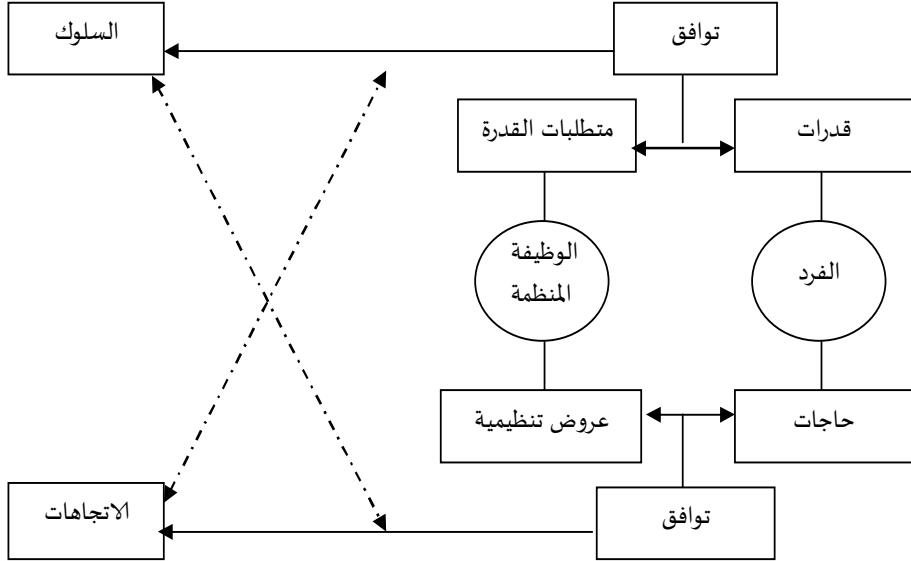 توافق
السلوك
قدرات
متطلبات القدرة
الفرد
الوظيفة
المنظمة
حاجات
عروض تنظيمية
توافق
الاتجاهات